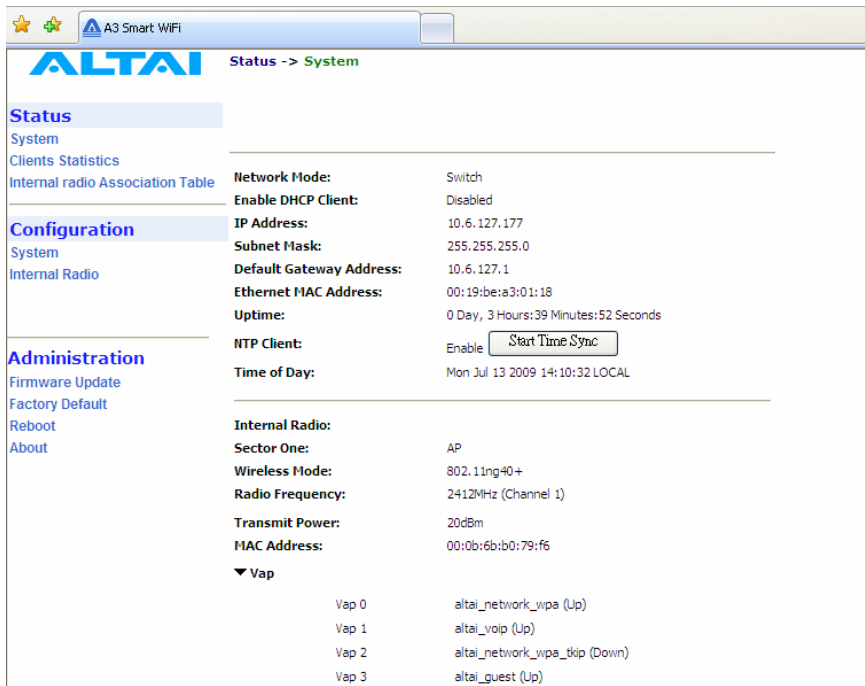 A3 Smart WiFi
ALTAI
Status -> System
Status
System
Clients Statistics
Internal radio Association Table
Configuration
System
Internal Radio
Administration
Firmware Update
Factory Default
Reboot
About
Network Mode: Switch
Enable DHCP Client: Disabled
IP Address: 10.6.127.177
Subnet Mask: 255.255.255.0
Default Gateway Address: 10.6.127.1
Ethernet MAC Address: 00:19:be:a3:01:18
Uptime: 0 Day, 3 Hours:39 Minutes:52 Seconds
NTP Client: Enable Start Time Sync
Time of Day: Mon Jul 13 2009 14:10:32 LOCAL
Internal Radio:
Sector One: AP
Wireless Mode: 802.11ng40+
Radio Frequency: 2412MHz (Channel 1)
Transmit Power: 20dBm
MAC Address: 00:0b:6b:b0:79:f6
Vap
Vap 0 altai_network_wpa (Up)
Vap 1 altai_voip (Up)
Vap 2 altai_network_wpa_tkip (Down)
Vap 3 altai_guest (Up)